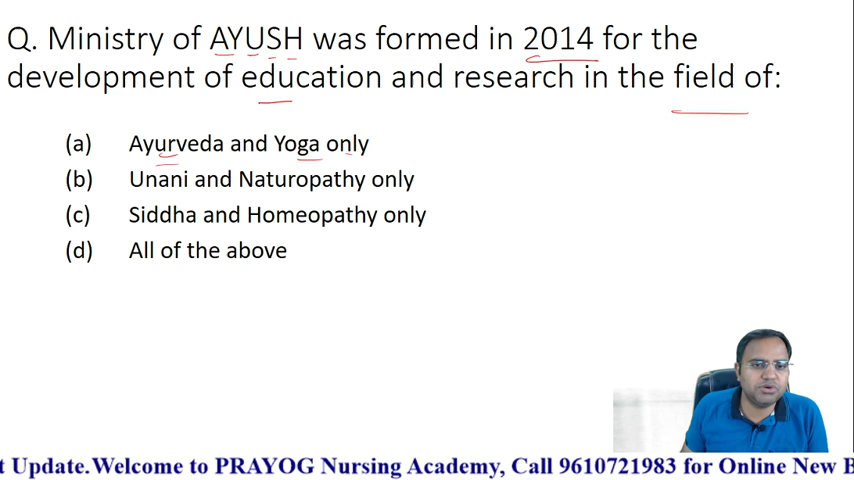 Q. Ministry of AYUSH was formed in 2014 for the
development of education and research in the field of:
(a) Ayurveda and Yoga only
(b) Unani and Naturopathy only
(c) Siddha and Homeopathy only
(d) All of the above
t Update.Welcome to PRAYOG Nursing Academy, Call 9610721983 for Online New B